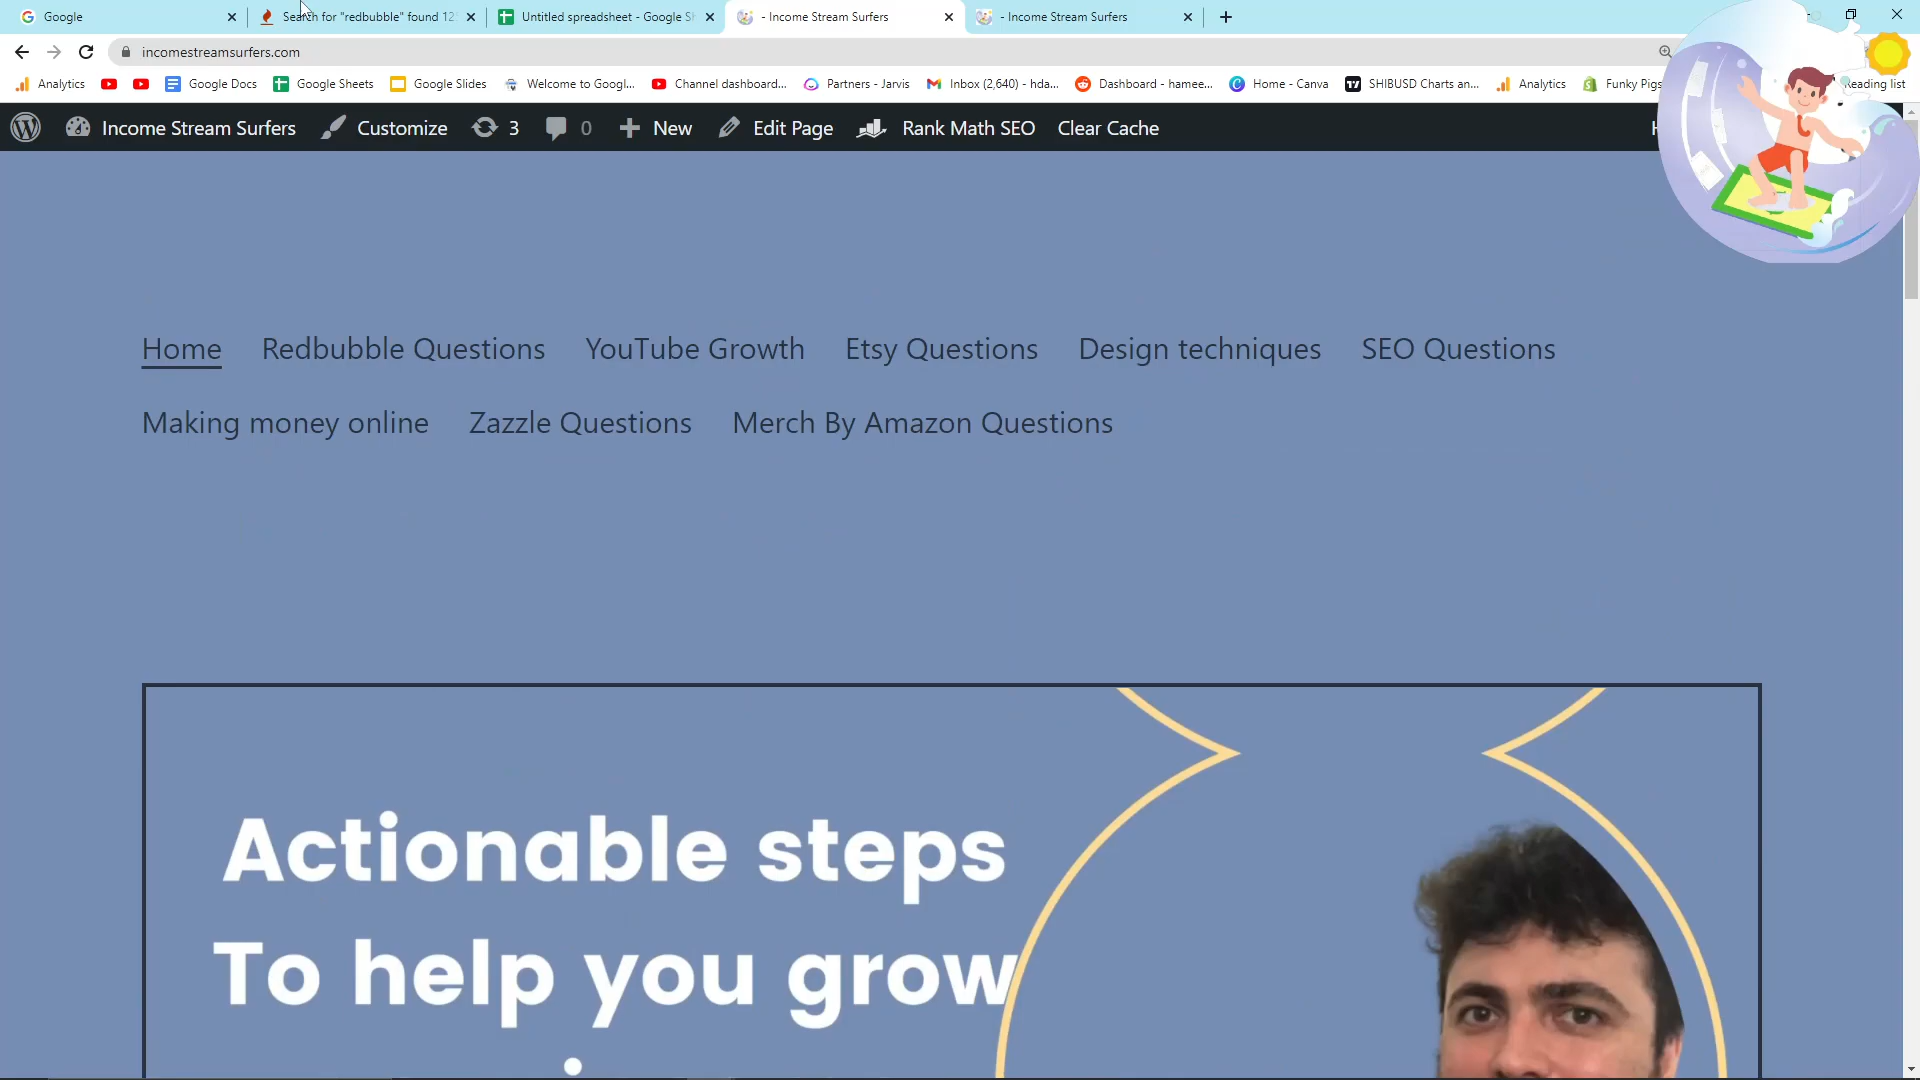 Google
Search for "redbubble" found 12
Untitled spreadsheet - Google Sh
- Income Stream Surfers
- Income Stream Surfers
incomestreamsurfers.com
Analytics
Google Docs
Google Sheets
Google Slides
Welcome to Googl...
Channel dashboard...
Partners - Jarvis
Inbox (2,640) - hda...
Dashboard - hamee...
Home - Canva
SHIBUSD Charts an...
Analytics
Funky Pigs
Reading list
Income Stream Surfers
Customize
3
0
New
Edit Page
Rank Math SEO
Clear Cache
Home
Redbubble Questions
YouTube Growth
Etsy Questions
Design techniques
SEO Questions
Making money online
Zazzle Questions
Merch By Amazon Questions
Actionable steps
To help you grow